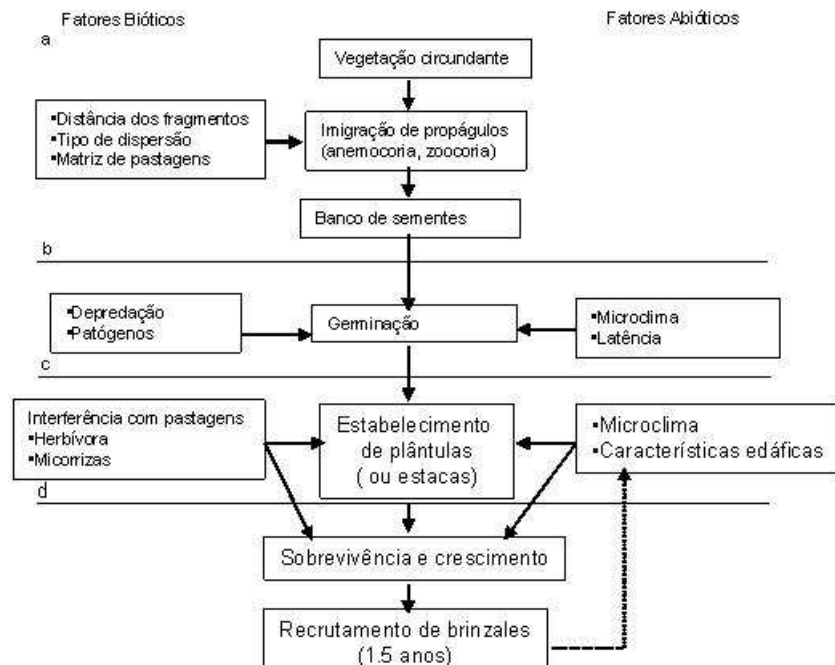 Fatores Bióticos
Fatores Abióticos
a
Vegetação circundante
▪Distância dos fragmentos
▪Tipo de dispersão
▪Matriz de pastagens
Imigração de propágulos
(anemocoria, zoocoria)
Banco de sementes
b
▪Depredação
▪Patógenos
Germinação
▪Microclima
▪Latência
c
Interferência com pastagens
▪Herbívora
▪Micorrizas
Estabelecimento
de plântulas
( ou estacas)
▪Microclima
▪Características edáficas
d
Sobrevivência e crescimento
Recrutamento de brinzales
(1.5 anos)